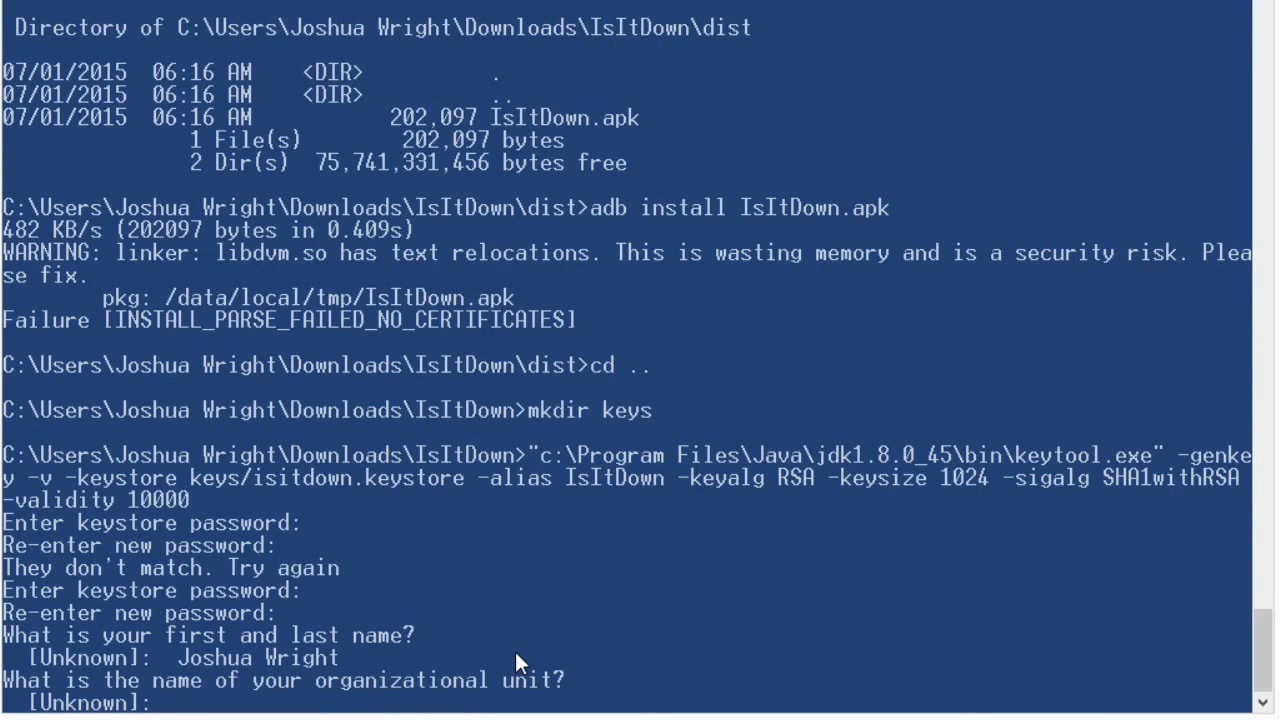 Directory of C:\Users\Joshua Wright\Downloads\IsItDown\dist
07/01/2015  06:16 AM    <DIR>          .
07/01/2015  06:16 AM    <DIR>          ..
07/01/2015  06:16 AM           202,097 IsItDown.apk
1 File(s)        202,097 bytes
2 Dir(s)  75,741,331,456 bytes free
C:\Users\Joshua Wright\Downloads\IsItDown\dist>adb install IsItDown.apk
482 KB/s (202097 bytes in 0.409s)
WARNING: linker: libdvm.so has text relocations. This is wasting memory and is a security risk. Plea
se fix.
pkg: /data/local/tmp/IsItDown.apk
Failure [INSTALL_PARSE_FAILED_NO_CERTIFICATES]
C:\Users\Joshua Wright\Downloads\IsItDown\dist>cd ..
C:\Users\Joshua Wright\Downloads\IsItDown>mkdir keys
C:\Users\Joshua Wright\Downloads\IsItDown>"c:\Program Files\Java\jdk1.8.0_45\bin\keytool.exe" -genke
y -v -keystore keys/isitdown.keystore -alias IsItDown -keyalg RSA -keysize 1024 -sigalg SHA1withRSA
-validity 10000
Enter keystore password:
Re-enter new password:
They don't match. Try again
Enter keystore password:
Re-enter new password:
What is your first and last name?
[Unknown]:  Joshua Wright
What is the name of your organizational unit?
[Unknown]: